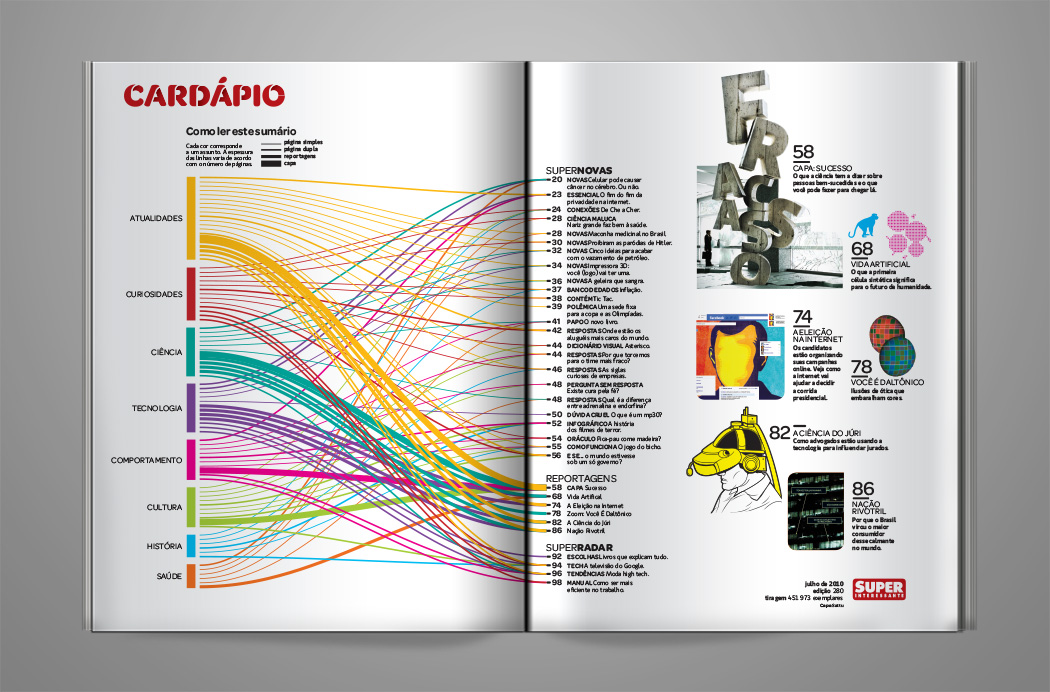 CARDÁPIO
Como ler este sumário
Cada cor corresponde
a um assunto. A espessura
das linhas varia de acordo
com o número de páginas.
página simples
página dupla
reportagens
capa
ATUALIDADES
CURIOSIDADES
CIÊNCIA
TECNOLOGIA
COMPORTAMENTO
CULTURA
HISTÓRIA
SAÚDE
SUPERNOVAS
20 NOVAS Celular pode causar
câncer no cérebro. Ou não.
23 ESSENCIAL O fim do fim da
privacidade na internet.
24 CONEXÕES De Che a Cher.
28 CIÊNCIA MALUCA
Nariz grande faz bem à saúde.
28 NOVAS Maconha medicinal no Brasil.
30 NOVAS Proibiram as paródias de Hitler.
32 NOVAS Cinco ideias para acabar
com o vazamento de petróleo.
34 NOVAS Impressora 3D:
você (logo) vai ter uma.
36 NOVAS A geleira que sangra.
37 BANCO DE DADOS Inflação.
38 CONTÉM Tic Tac.
39 POLÊMICA Uma sede fixa
para a copa e as Olimpíadas.
41 PAPO O novo livro.
42 RESPOSTAS Onde estão os
aluguéis mais caros do mundo.
44 DICIONÁRIO VISUAL Asterisco.
44 RESPOSTAS Por que torcemos
para o time mais fraco?
46 RESPOSTAS As siglas
curiosas de empresas.
48 PERGUNTA SEM RESPOSTA
Existe cura pela fé?
48 RESPOSTAS Qual é a diferença
entre adrenalina e endorfina?
50 DÚVIDA CRUEL O que é um mp30?
52 INFOGRÁFICO A história
dos filmes de terror.
54 ORÁCULO Pica-pau come madeira?
55 COMO FUNCIONA O jogo do bicho.
56 E SE... o mundo estivesse
sob um só governo?
REPORTAGENS
58 CAPA Sucesso
68 Vida Artifical
74 A Eleição na Internet
78 Zoom: Você É Daltônico
82 A Ciência do Júri
86 Nação Rivotril
SUPERRADAR
92 ESCOLHAS Livros que explicam tudo.
94 TECH A televisão do Google.
96 TENDÊNCIAS Moda high tech.
98 MANUAL Como ser mais
eficiente no trabalho.
FRACASSO
58
CAPA: SUCESSO
O que a ciência tem a dizer sobre
pessoas bem-sucedidas e o que
você pode fazer para chegar lá.
68
VIDA ARTIFICIAL
O que a primeira
célula sintética significa
para o futuro da humanidade.
74
A ELEIÇÃO
NA INTERNET
Os candidatos
estão organizando
suas campanhas
online. Veja como
a internet vai
ajudar a decidir
a corrida
presidencial.
78
VOCÊ É DALTÔNICO
Ilusões de ótica que
embaralham cores.
82 A CIÊNCIA DO JÚRI
Como advogados estão usando a
tecnologia para influenciar jurados.
86
NAÇÃO
RIVOTRIL
Por que o Brasil
virou o maior
consumidor
desse calmante
no mundo.
julho de 2010
edição 280
tiragem 451 973 exemplares
Capa Sattu
SUPER
INTERESSANTE